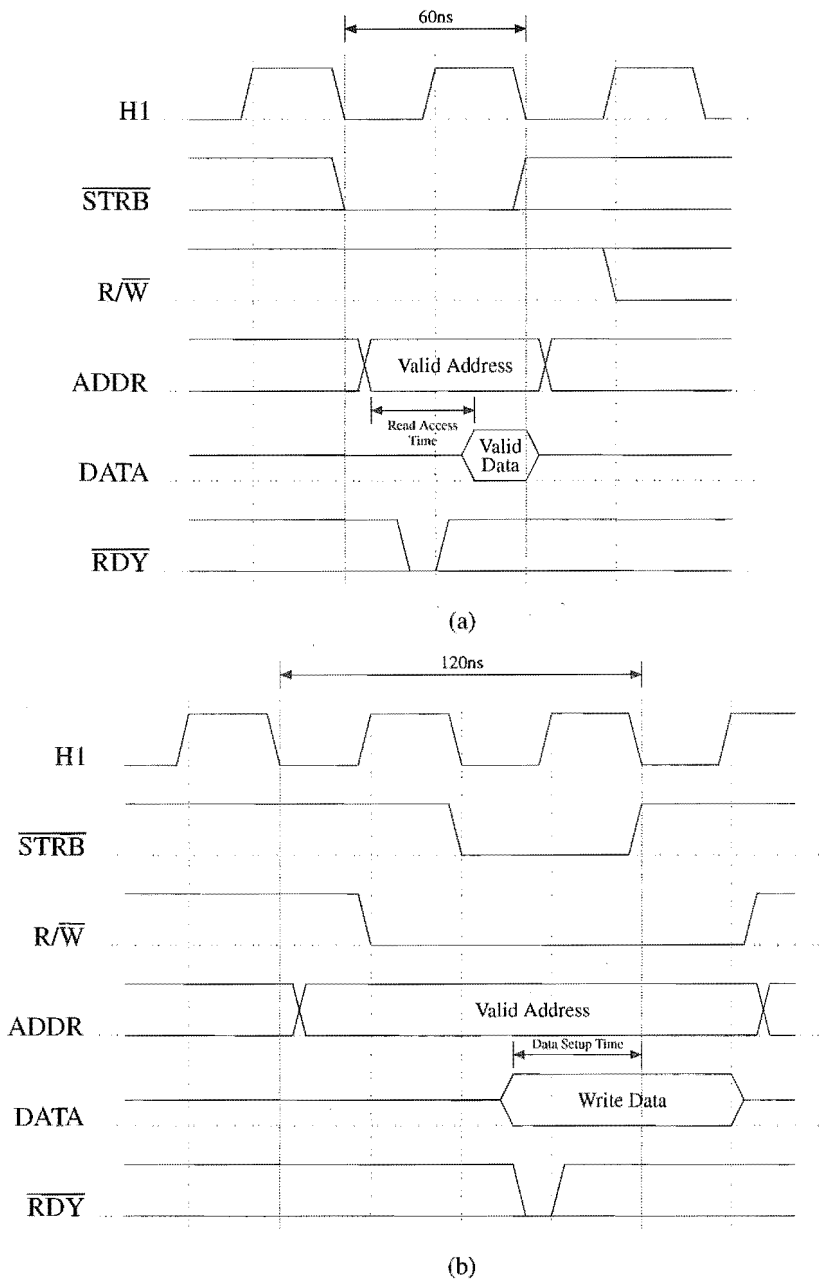 60ns
H1
STRB
R/W
ADDR
Valid Address
Read Access
Time
DATA
Valid
Data
RDY
(a)
120ns
H1
STRB
R/W
ADDR
Valid Address
Data Setup Time
DATA
Write Data
RDY
(b)